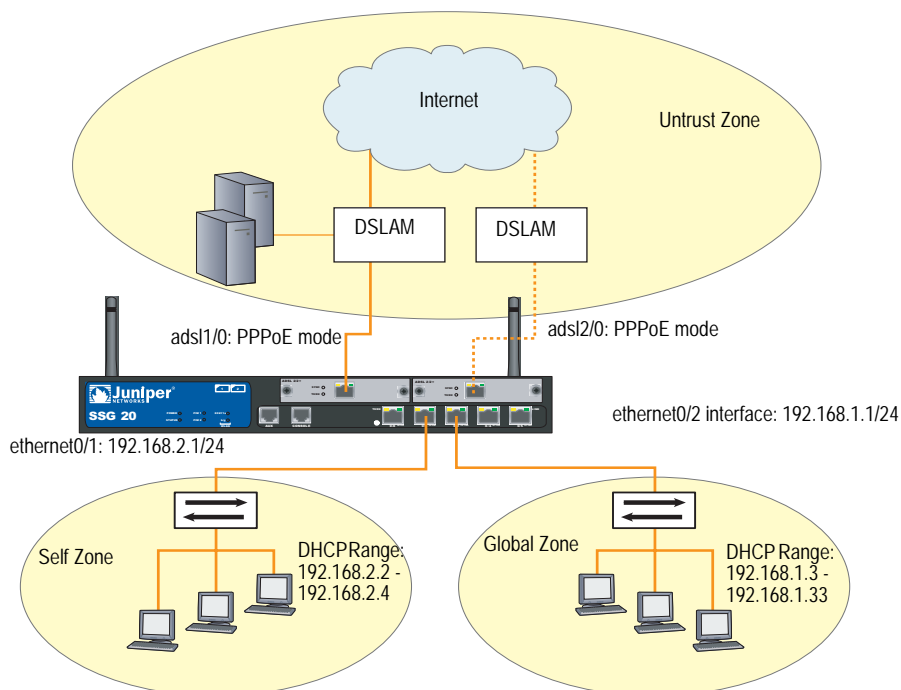 Internet
Untrust Zone
DSLAM
DSLAM
adsl1/0: PPPoE mode
adsl2/0: PPPoE mode
Juniper
NETWORKS
SSG 20
AUX
CONSOLE
ethernet0/2 interface: 192.168.1.1/24
ethernet0/1: 192.168.2.1/24
Self Zone
DHCP Range:
192.168.2.2 -
192.168.2.4
Global Zone
DHCP Range:
192.168.1.3 -
192.168.1.33